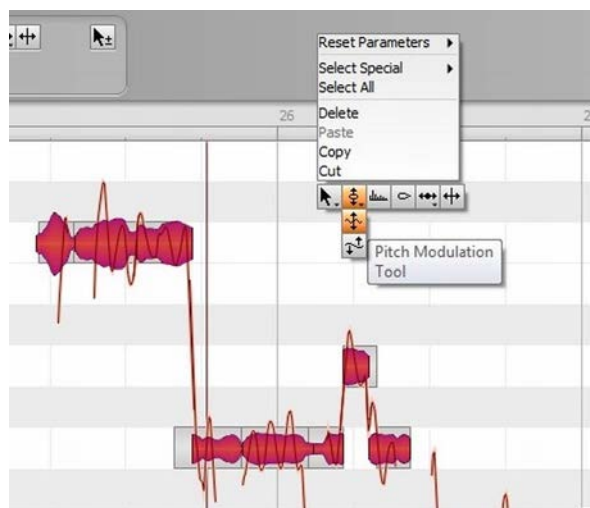 Reset Parameters
Select Special
Select All
26
Delete
Paste
Copy
Cut
Pitch Modulation
Tool